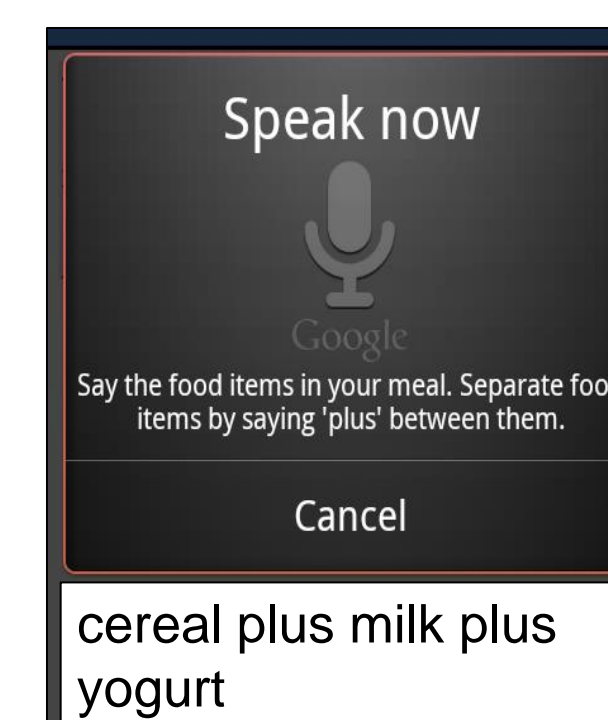 Speak now
Google
Say the food items in your meal. Separate foo
items by saying 'plus' between them.
Cancel
cereal plus milk plus
yogurt